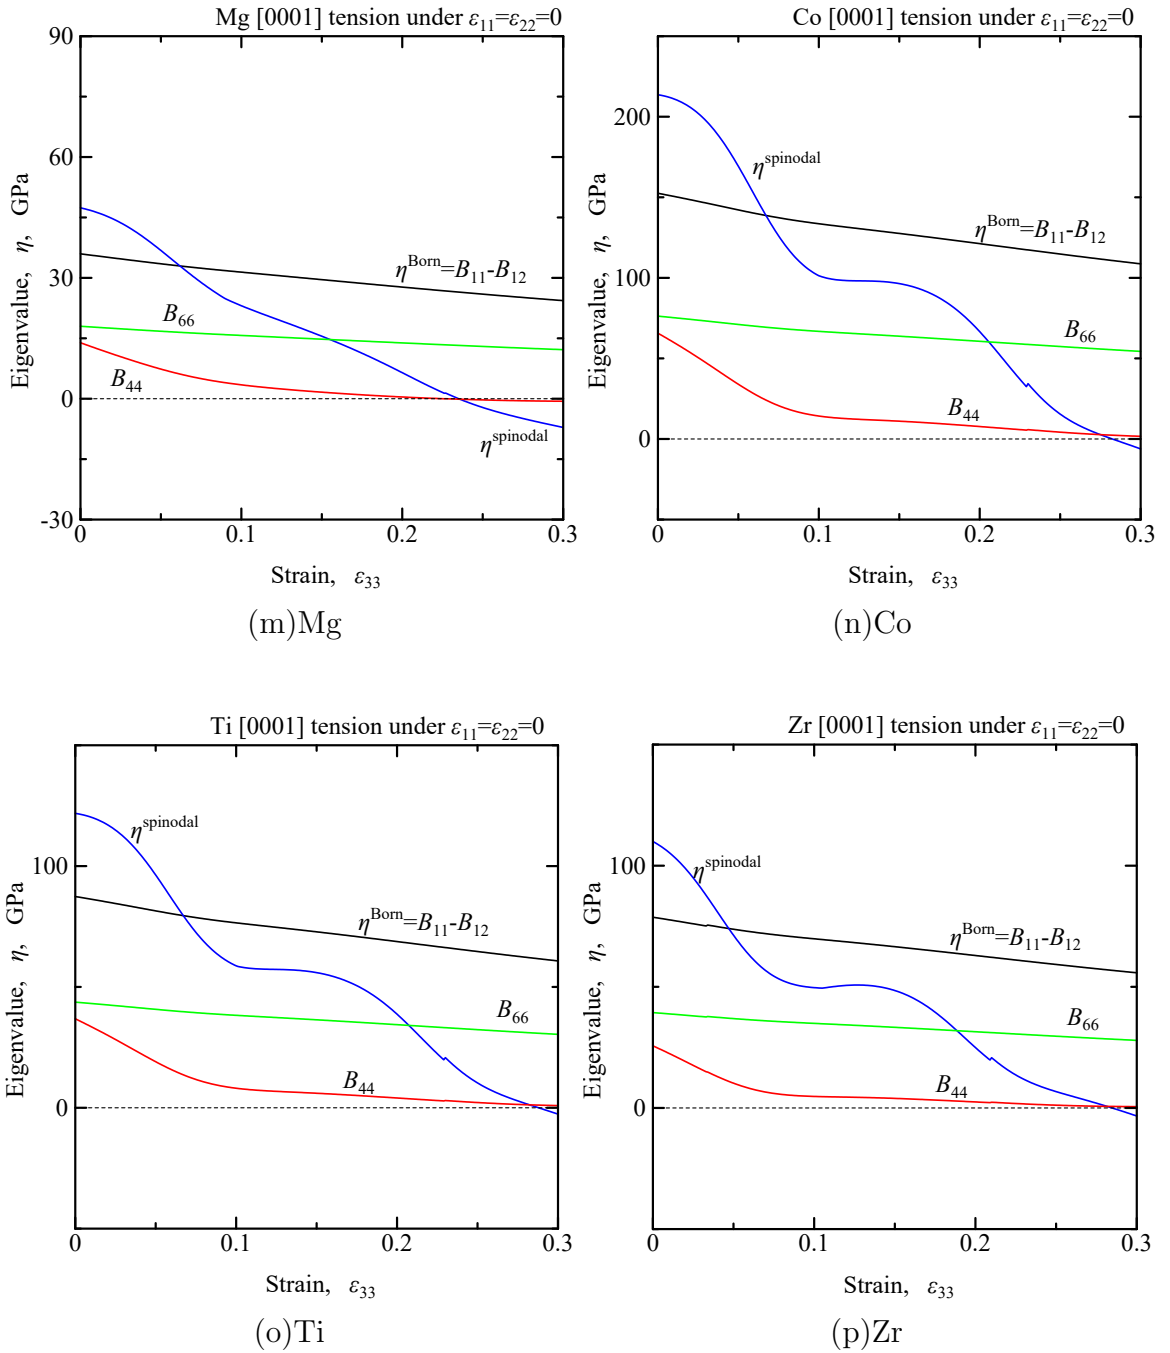 Mg [0001] tension under ε11=ε22=0
90
60
30
0
-30
Eigenvalue, η, GPa
ηBorn=B11-B12
B66
B44
ηspinodal
0 0.1 0.2 0.3
Strain, ε33
(m)Mg
Co [0001] tension under ε11=ε22=0
200
100
0
Eigenvalue, η, GPa
ηspinodal
ηBorn=B11-B12
B66
B44
0 0.1 0.2 0.3
Strain, ε33
(n)Co
Ti [0001] tension under ε11=ε22=0
100
0
Eigenvalue, η, GPa
ηspinodal
ηBorn=B11-B12
B66
B44
0 0.1 0.2 0.3
Strain, ε33
(o)Ti
Zr [0001] tension under ε11=ε22=0
100
0
Eigenvalue, η, GPa
ηspinodal
ηBorn=B11-B12
B66
B44
0 0.1 0.2 0.3
Strain, ε33
(p)Zr